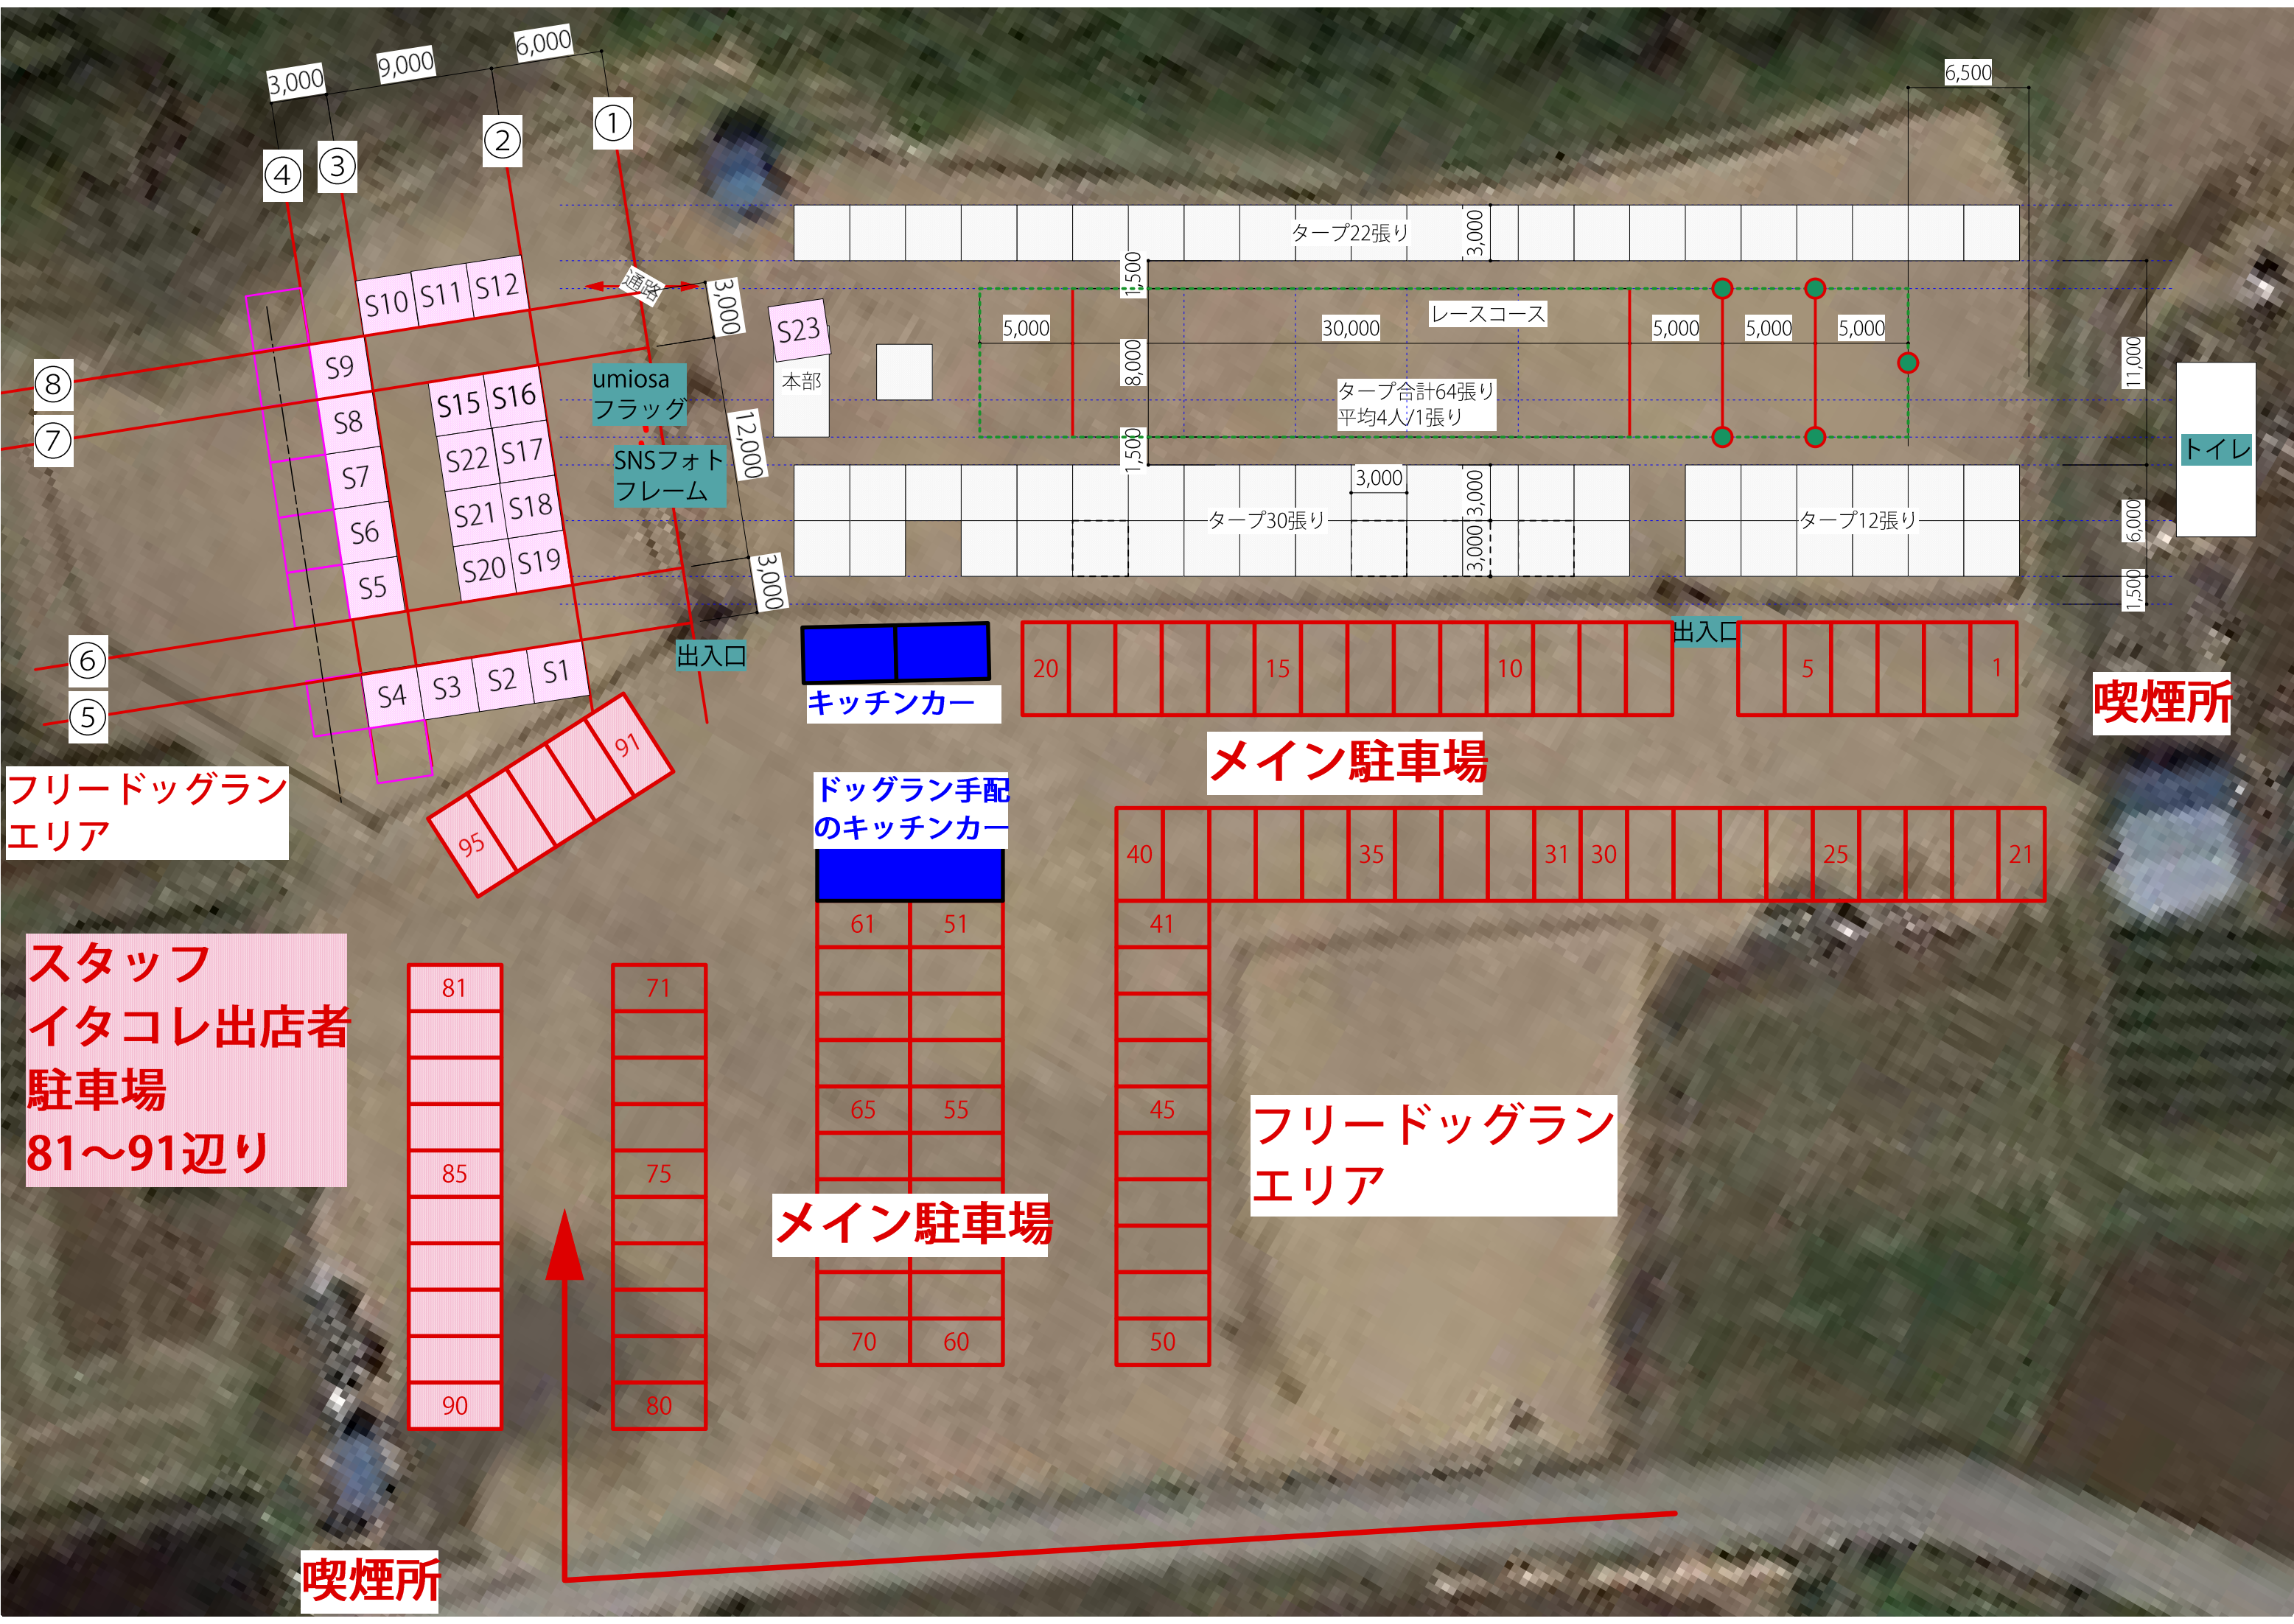 3,000
9,000
6,000
6,500
④
③
②
①
⑧
⑦
⑥
⑤
S10
S11
S12
S9
S8
S7
S6
S5
S15
S16
S22
S17
S21
S18
S20
S19
S4
S3
S2
S1
通路
3,000
12,000
3,000
umiosa
フラッグ
SNSフォト
フレーム
出入口
S23
本部
タープ22張り
3,000
1,500
8,000
1,500
5,000
30,000
レースコース
5,000
5,000
5,000
タープ合計64張り
平均4人/1張り
3,000
3,000
3,000
タープ30張り
タープ12張り
11,000
6,000
1,500
トイレ
キッチンカー
20
15
10
出入口
5
1
喫煙所
メイン駐車場
フリードッグラン
エリア
91
95
ドッグラン手配
のキッチンカー
40
35
31
30
25
21
スタッフ
イタコレ出店者
駐車場
81～91辺り
81
85
90
71
75
80
61
51
65
55
メイン駐車場
70
60
41
45
50
フリードッグラン
エリア
喫煙所